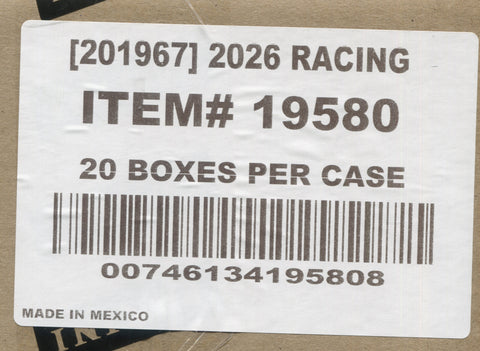 [201967] 2026 RACING
ITEM# 19580
20 BOXES PER CASE
00746134195808
MADE IN MEXICO